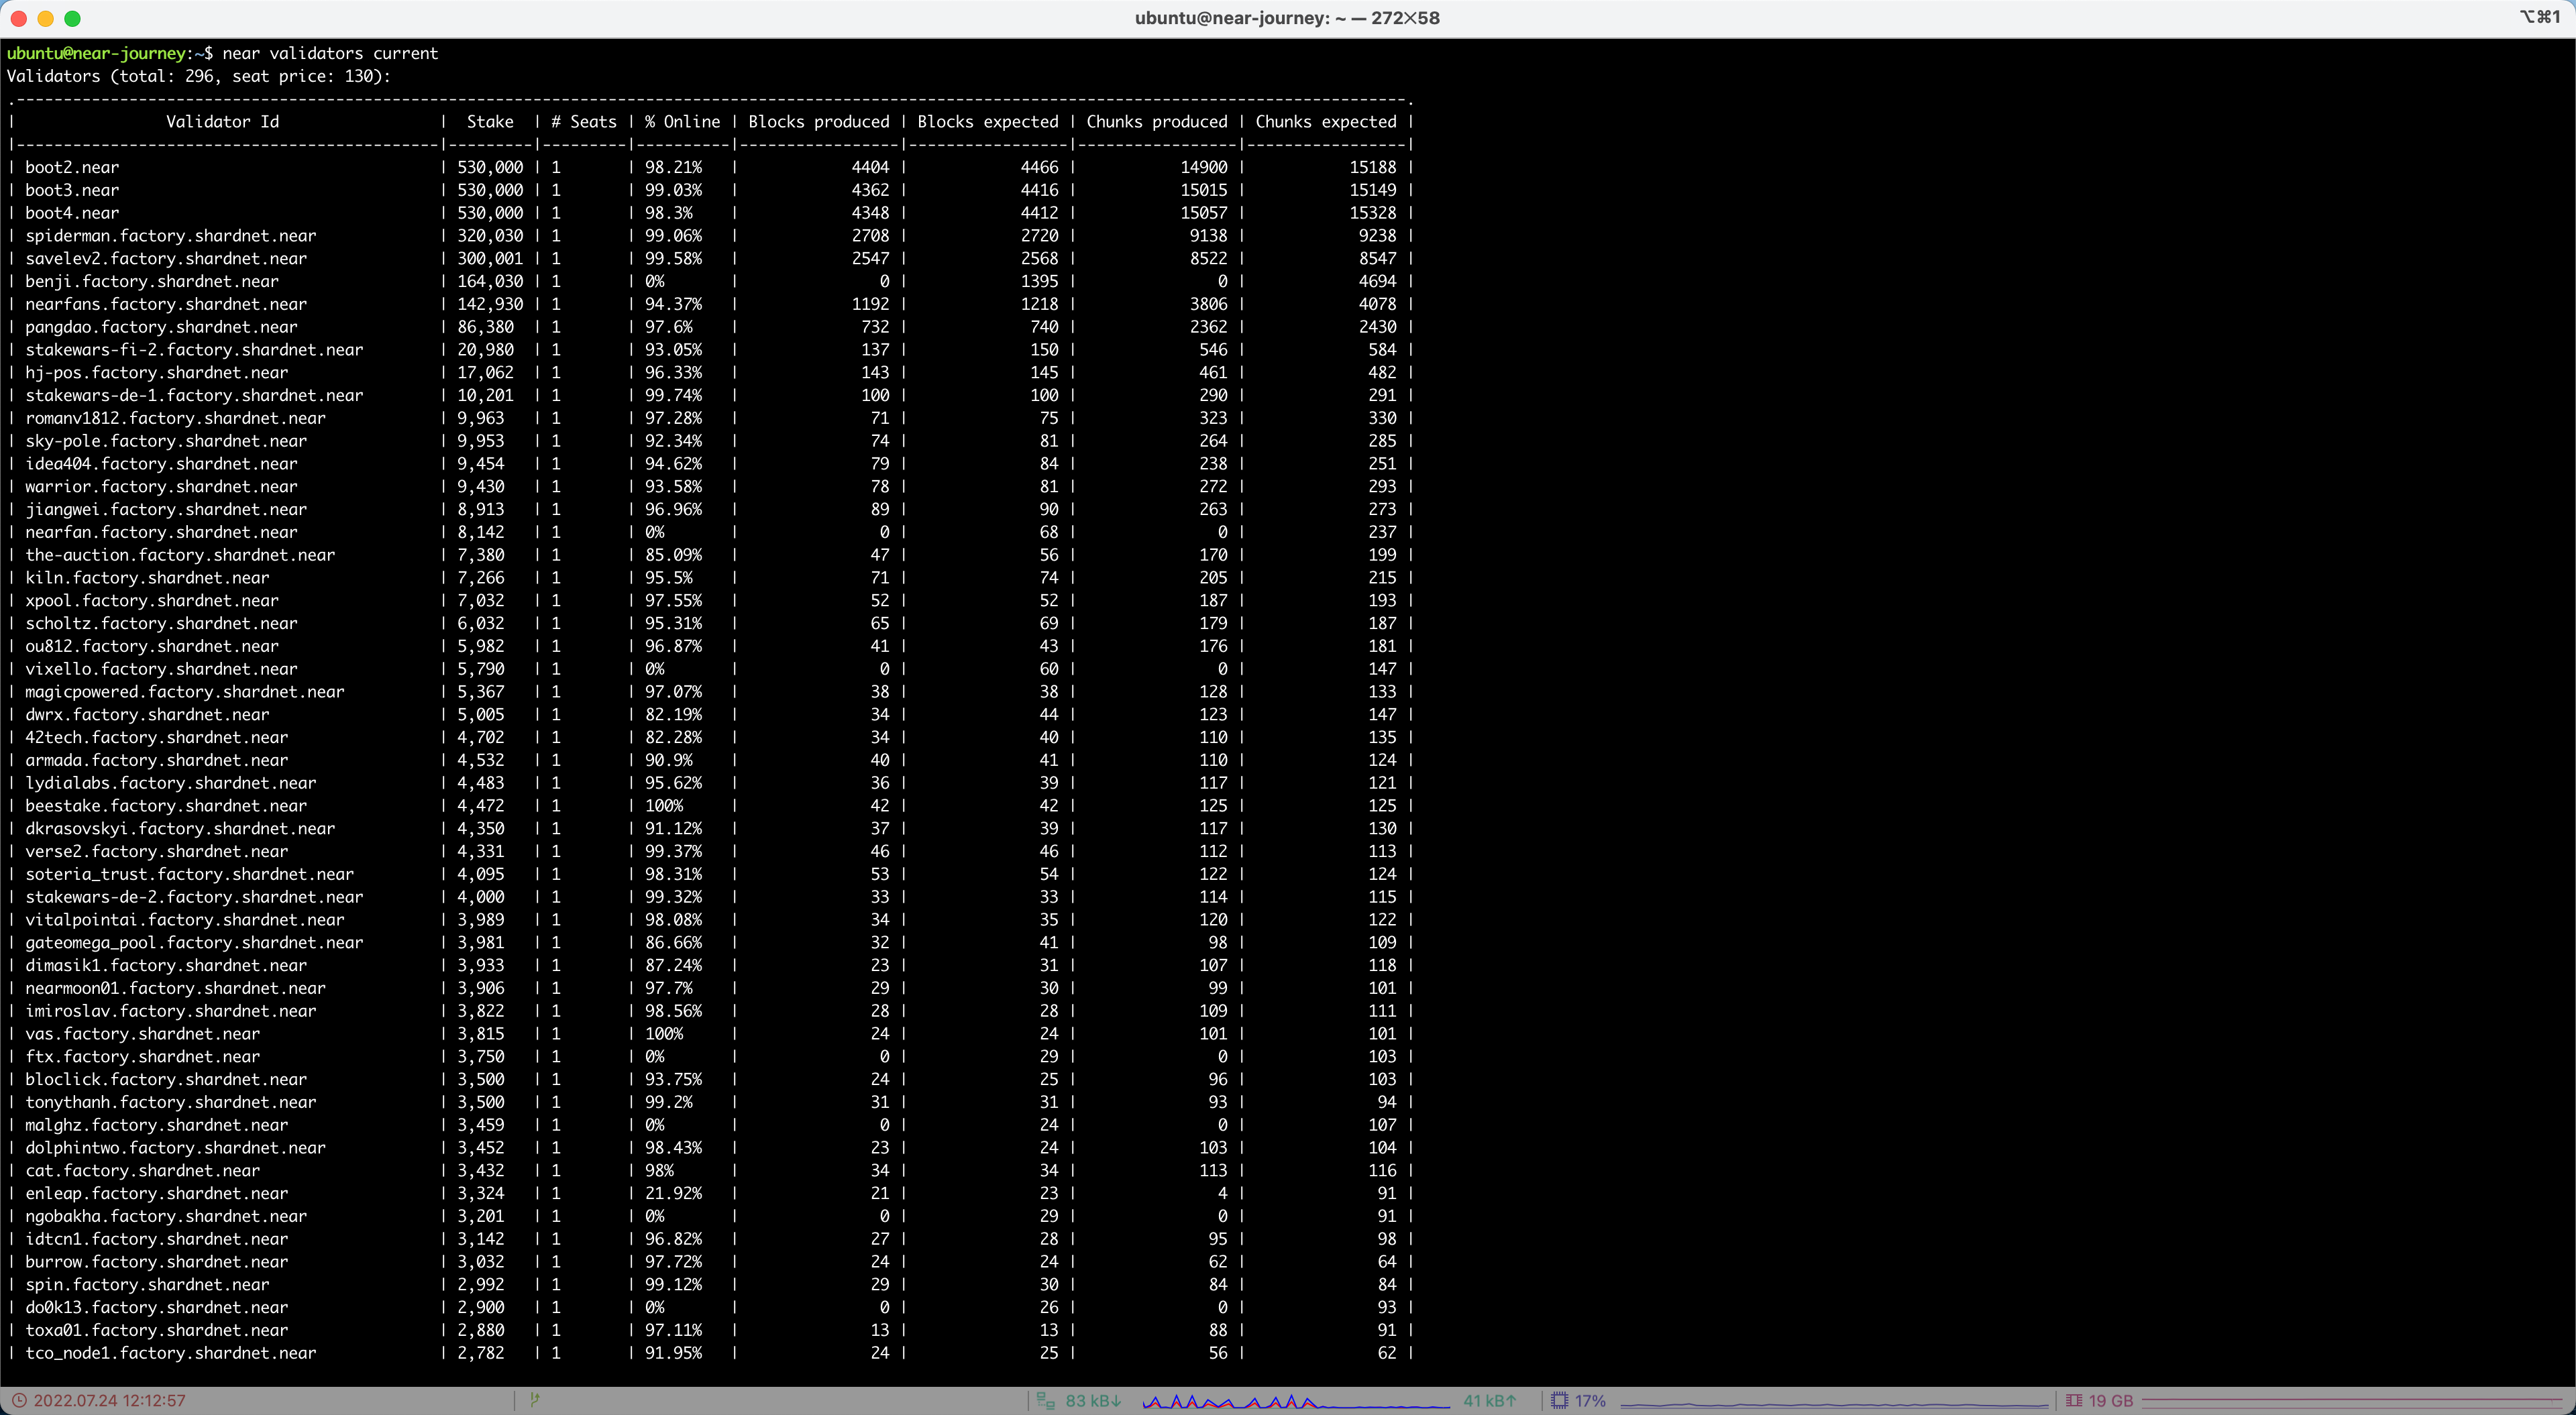 ubuntu@near-journey: ~ — 272×58
⌥⌘1
ubuntu@near-journey:~$ near validators current
Validators (total: 296, seat price: 130):
.----------------------------------------------------------------------------------------------------------------------------------------------------.
| Validator Id | Stake | # Seats | % Online | Blocks produced | Blocks expected | Chunks produced | Chunks expected |
|---------------------------------------------|---------|---------|----------|-----------------|-----------------|-----------------|-----------------|
| boot2.near | 530,000 | 1 | 98.21% | 4404 | 4466 | 14900 | 15188 |
| boot3.near | 530,000 | 1 | 99.03% | 4362 | 4416 | 15015 | 15149 |
| boot4.near | 530,000 | 1 | 98.3% | 4348 | 4412 | 15057 | 15328 |
| spiderman.factory.shardnet.near | 320,030 | 1 | 99.06% | 2708 | 2720 | 9138 | 9238 |
| savelev2.factory.shardnet.near | 300,001 | 1 | 99.58% | 2547 | 2568 | 8522 | 8547 |
| benji.factory.shardnet.near | 164,030 | 1 | 0% | 0 | 1395 | 0 | 4694 |
| nearfans.factory.shardnet.near | 142,930 | 1 | 94.37% | 1192 | 1218 | 3806 | 4078 |
| pangdao.factory.shardnet.near | 86,380 | 1 | 97.6% | 732 | 740 | 2362 | 2430 |
| stakewars-fi-2.factory.shardnet.near | 20,980 | 1 | 93.05% | 137 | 150 | 546 | 584 |
| hj-pos.factory.shardnet.near | 17,062 | 1 | 96.33% | 143 | 145 | 461 | 482 |
| stakewars-de-1.factory.shardnet.near | 10,201 | 1 | 99.74% | 100 | 100 | 290 | 291 |
| romanv1812.factory.shardnet.near | 9,963 | 1 | 97.28% | 71 | 75 | 323 | 330 |
| sky-pole.factory.shardnet.near | 9,953 | 1 | 92.34% | 74 | 81 | 264 | 285 |
| idea404.factory.shardnet.near | 9,454 | 1 | 94.62% | 79 | 84 | 238 | 251 |
| warrior.factory.shardnet.near | 9,430 | 1 | 93.58% | 78 | 81 | 272 | 293 |
| jiangwei.factory.shardnet.near | 8,913 | 1 | 96.96% | 89 | 90 | 263 | 273 |
| nearfan.factory.shardnet.near | 8,142 | 1 | 0% | 0 | 68 | 0 | 237 |
| the-auction.factory.shardnet.near | 7,380 | 1 | 85.09% | 47 | 56 | 170 | 199 |
| kiln.factory.shardnet.near | 7,266 | 1 | 95.5% | 71 | 74 | 205 | 215 |
| xpool.factory.shardnet.near | 7,032 | 1 | 97.55% | 52 | 52 | 187 | 193 |
| scholtz.factory.shardnet.near | 6,032 | 1 | 95.31% | 65 | 69 | 179 | 187 |
| ou812.factory.shardnet.near | 5,982 | 1 | 96.87% | 41 | 43 | 176 | 181 |
| vixello.factory.shardnet.near | 5,790 | 1 | 0% | 0 | 60 | 0 | 147 |
| magicpowered.factory.shardnet.near | 5,367 | 1 | 97.07% | 38 | 38 | 128 | 133 |
| dwrx.factory.shardnet.near | 5,005 | 1 | 82.19% | 34 | 44 | 123 | 147 |
| 42tech.factory.shardnet.near | 4,702 | 1 | 82.28% | 34 | 40 | 110 | 135 |
| armada.factory.shardnet.near | 4,532 | 1 | 90.9% | 40 | 41 | 110 | 124 |
| lydialabs.factory.shardnet.near | 4,483 | 1 | 95.62% | 36 | 39 | 117 | 121 |
| beestake.factory.shardnet.near | 4,472 | 1 | 100% | 42 | 42 | 125 | 125 |
| dkrasovskyi.factory.shardnet.near | 4,350 | 1 | 91.12% | 37 | 39 | 117 | 130 |
| verse2.factory.shardnet.near | 4,331 | 1 | 99.37% | 46 | 46 | 112 | 113 |
| soteria_trust.factory.shardnet.near | 4,095 | 1 | 98.31% | 53 | 54 | 122 | 124 |
| stakewars-de-2.factory.shardnet.near | 4,000 | 1 | 99.32% | 33 | 33 | 114 | 115 |
| vitalpointai.factory.shardnet.near | 3,989 | 1 | 98.08% | 34 | 35 | 120 | 122 |
| gateomega_pool.factory.shardnet.near | 3,981 | 1 | 86.66% | 32 | 41 | 98 | 109 |
| dimasik1.factory.shardnet.near | 3,933 | 1 | 87.24% | 23 | 31 | 107 | 118 |
| nearmoon01.factory.shardnet.near | 3,906 | 1 | 97.7% | 29 | 30 | 99 | 101 |
| imiroslav.factory.shardnet.near | 3,822 | 1 | 98.56% | 28 | 28 | 109 | 111 |
| vas.factory.shardnet.near | 3,815 | 1 | 100% | 24 | 24 | 101 | 101 |
| ftx.factory.shardnet.near | 3,750 | 1 | 0% | 0 | 29 | 0 | 103 |
| bloclick.factory.shardnet.near | 3,500 | 1 | 93.75% | 24 | 25 | 96 | 103 |
| tonythanh.factory.shardnet.near | 3,500 | 1 | 99.2% | 31 | 31 | 93 | 94 |
| malghz.factory.shardnet.near | 3,459 | 1 | 0% | 0 | 24 | 0 | 107 |
| dolphintwo.factory.shardnet.near | 3,452 | 1 | 98.43% | 23 | 24 | 103 | 104 |
| cat.factory.shardnet.near | 3,432 | 1 | 98% | 34 | 34 | 113 | 116 |
| enleap.factory.shardnet.near | 3,324 | 1 | 21.92% | 21 | 23 | 4 | 91 |
| ngobakha.factory.shardnet.near | 3,201 | 1 | 0% | 0 | 29 | 0 | 91 |
| idtcn1.factory.shardnet.near | 3,142 | 1 | 96.82% | 27 | 28 | 95 | 98 |
| burrow.factory.shardnet.near | 3,032 | 1 | 97.72% | 24 | 24 | 62 | 64 |
| spin.factory.shardnet.near | 2,992 | 1 | 99.12% | 29 | 30 | 84 | 84 |
| do0k13.factory.shardnet.near | 2,900 | 1 | 0% | 0 | 26 | 0 | 93 |
| toxa01.factory.shardnet.near | 2,880 | 1 | 97.11% | 13 | 13 | 88 | 91 |
| tco_node1.factory.shardnet.near | 2,782 | 1 | 91.95% | 24 | 25 | 56 | 62 |
2022.07.24 12:12:57 83 kB↓ 41 kB↑ 17% 19 GB